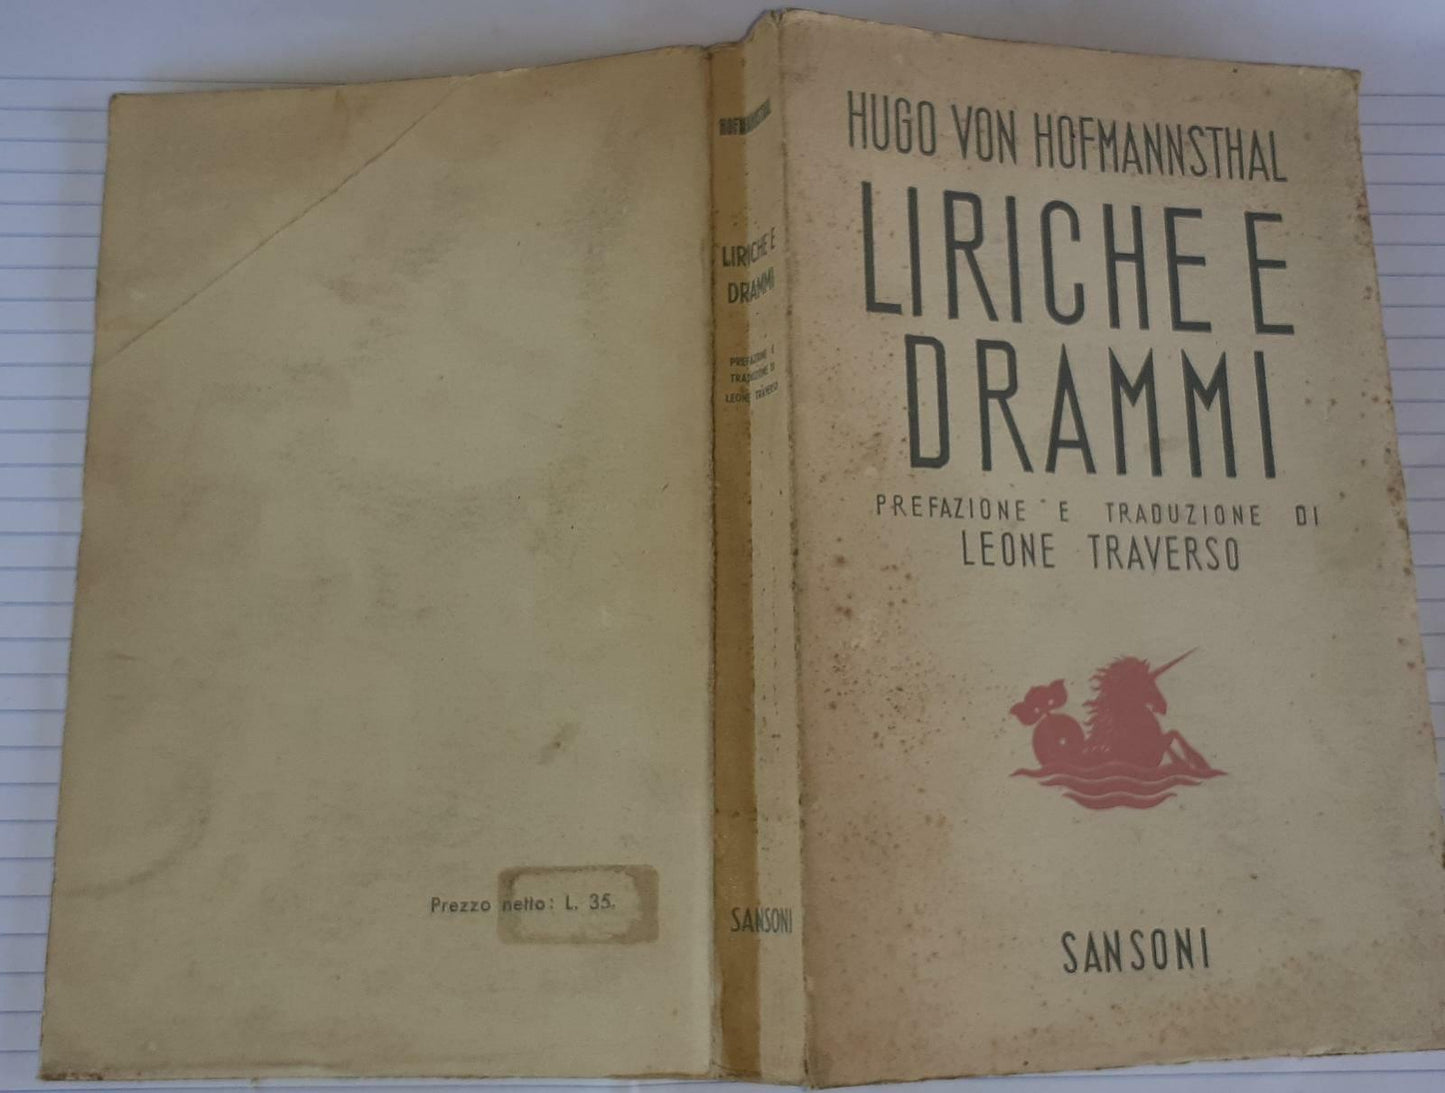 Prezzo netto: L. 35.
HOFMANNSTHAL
LIRICHE E
DRAMMI
PREFAZIONE E
TRADUZIONE DI
LEONE TRAVERSO
SANSONI
HUGO VON HOFMANNSTHAL
LIRICHE E
DRAMMI
PREFAZIONE E TRADUZIONE DI
LEONE TRAVERSO
SANSONI